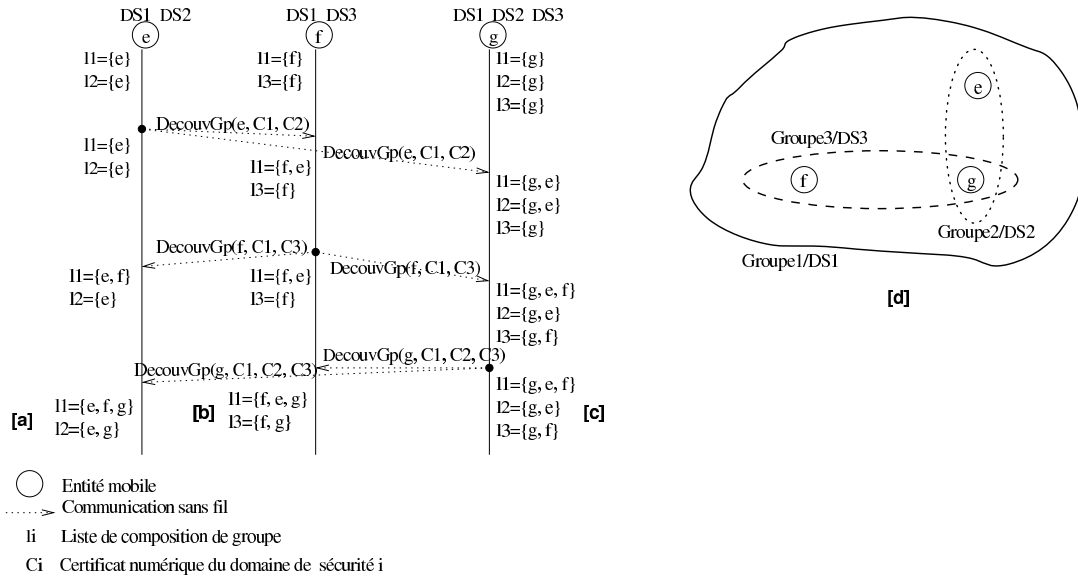 DS1 DS2
e
l1={e}
l2={e}
DecouvGp(e, C1, C2)
l1={e}
l2={e}
DecouvGp(f, C1, C3)
l1={e, f}
l2={e}
DecouvGp(g, C1, C2, C3)
l1={e, f, g}
l2={e, g}
[a]
DS1 DS3
f
l1={f}
l3={f}
DecouvGp(e, C1, C2)
l1={f, e}
l3={f}
l1={f, e}
l3={f}
DecouvGp(f, C1, C3)
DecouvGp(g, C1, C2, C3)
l1={f, e, g}
l3={f, g}
[b]
DS1 DS2 DS3
g
l1={g}
l2={g}
l3={g}
l1={g, e}
l2={g, e}
l3={g}
l1={g, e, f}
l2={g, e}
l3={g, f}
l1={g, e, f}
l2={g, e}
l3={g, f}
[c]
e
Groupe3/DS3
f
g
Groupe2/DS2
Groupe1/DS1
[d]
Entité mobile
Communication sans fil
li Liste de composition de groupe
Ci Certificat numérique du domaine de sécurité i